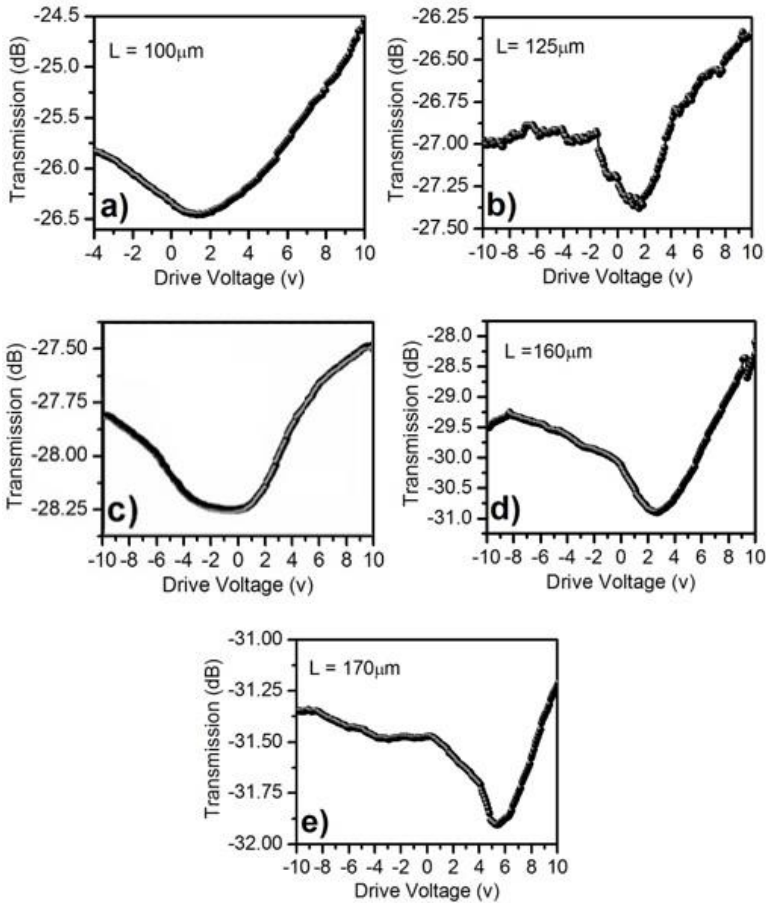 L = 100μm
Transmission (dB)
-24.5
-25.0
-25.5
-26.0
-26.5
a)
-4 -2 0 2 4 6 8 10
Drive Voltage (v)
L= 125μm
Transmission (dB)
-26.25
-26.50
-26.75
-27.00
-27.25
-27.50
b)
-10 -8 -6 -4 -2 0 2 4 6 8 10
Drive Voltage (v)
Transmission (dB)
-27.50
-27.75
-28.00
-28.25
c)
-10 -8 -6 -4 -2 0 2 4 6 8 10
Drive Voltage (v)
L =160μm
Transmission (dB)
-28.0
-28.5
-29.0
-29.5
-30.0
-30.5
-31.0
d)
-10 -8 -6 -4 -2 0 2 4 6 8 10
Drive Voltage (v)
L = 170μm
Transmission (dB)
-31.00
-31.25
-31.50
-31.75
-32.00
e)
-10 -8 -6 -4 -2 0 2 4 6 8 10
Drive Voltage (v)